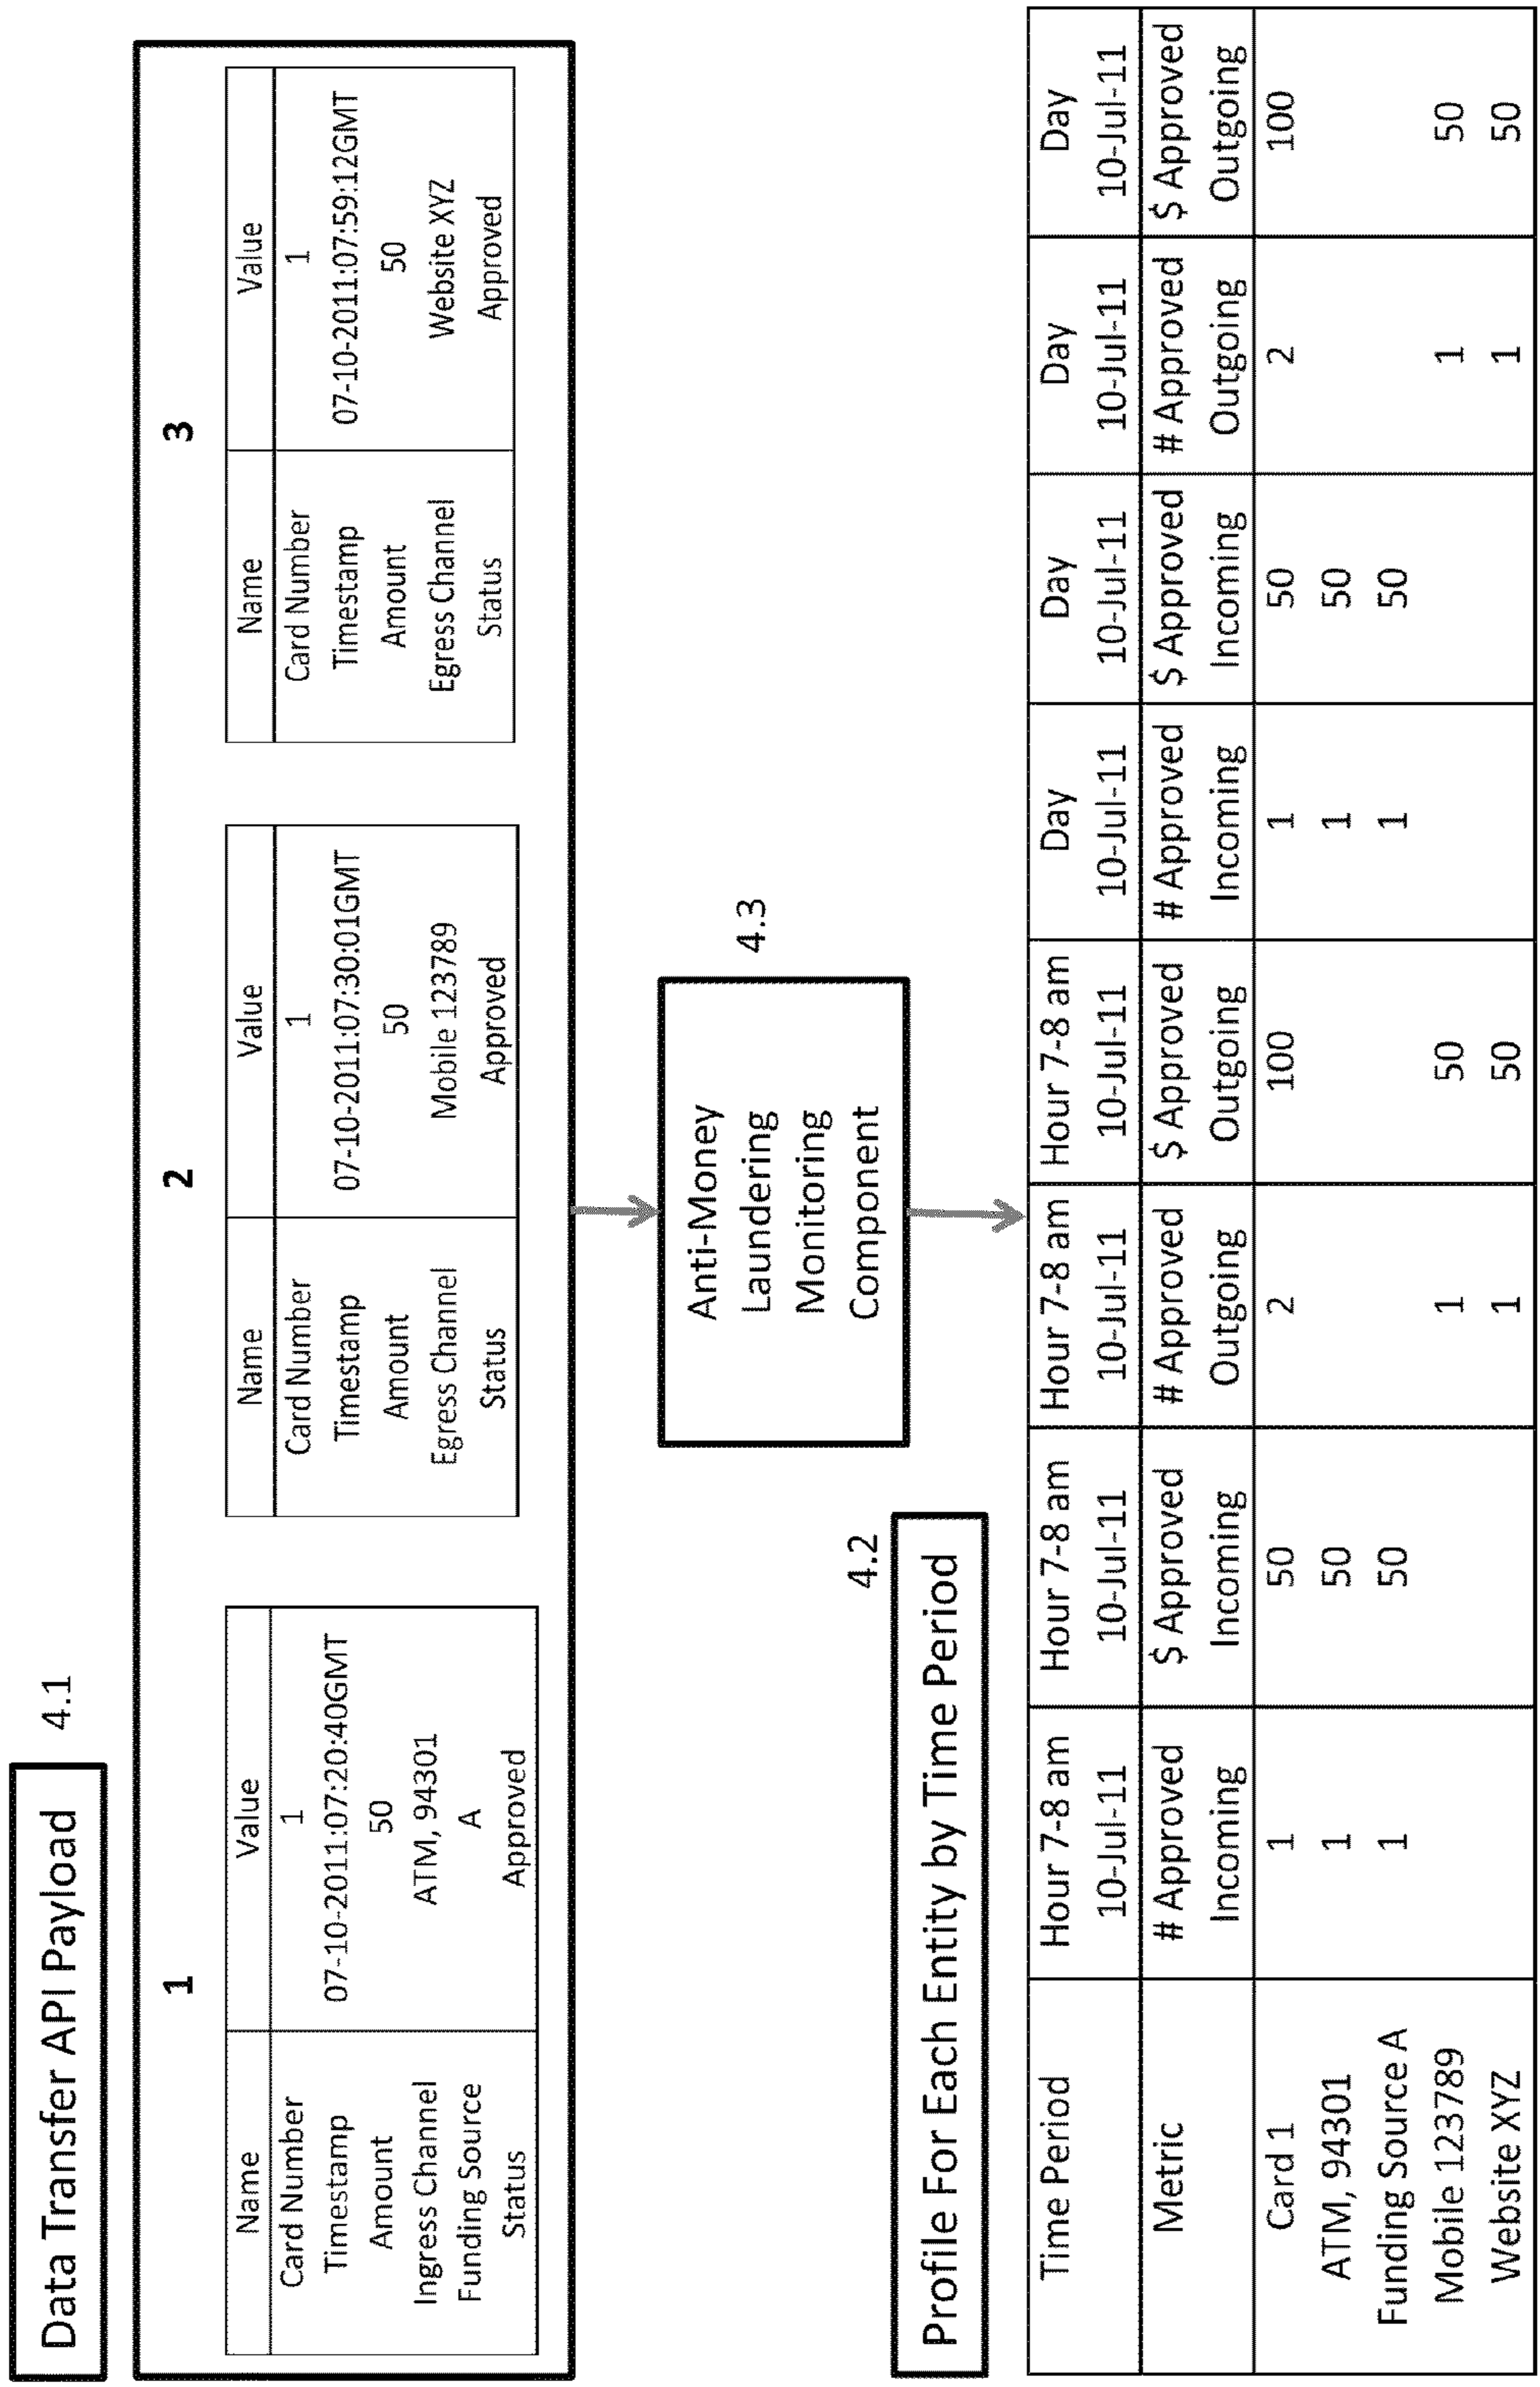 Data Transfer API Payload 4.1
1
Name Value
Card Number 1
Timestamp 07-10-2011:07:20:40GMT
Amount 50
Ingress Channel ATM, 94301
Funding Source A
Status Approved
2
Name Value
Card Number 1
Timestamp 07-10-2011:07:30:01GMT
Amount 50
Egress Channel Mobile 123789
Status Approved
3
Name Value
Card Number 1
Timestamp 07-10-2011:07:59:12GMT
Amount 50
Egress Channel Website XYZ
Status Approved
Anti-Money
Laundering
Monitoring
Component
4.3
4.2
Profile For Each Entity by Time Period
Time Period Hour 7-8 am Hour 7-8 am Hour 7-8 am Hour 7-8 am Day Day Day Day
10-Jul-11 10-Jul-11 10-Jul-11 10-Jul-11 10-Jul-11 10-Jul-11 10-Jul-11 10-Jul-11
Metric # Approved $ Approved # Approved $ Approved # Approved $ Approved # Approved $ Approved
Incoming Incoming Outgoing Outgoing Incoming Incoming Outgoing Outgoing
Card 1 1 50 2 100 1 50 2 100
ATM, 94301 1 50 1 50
Funding Source A 1 50 1 50
Mobile 123789 1 50 1 50
Website XYZ 1 50 1 50